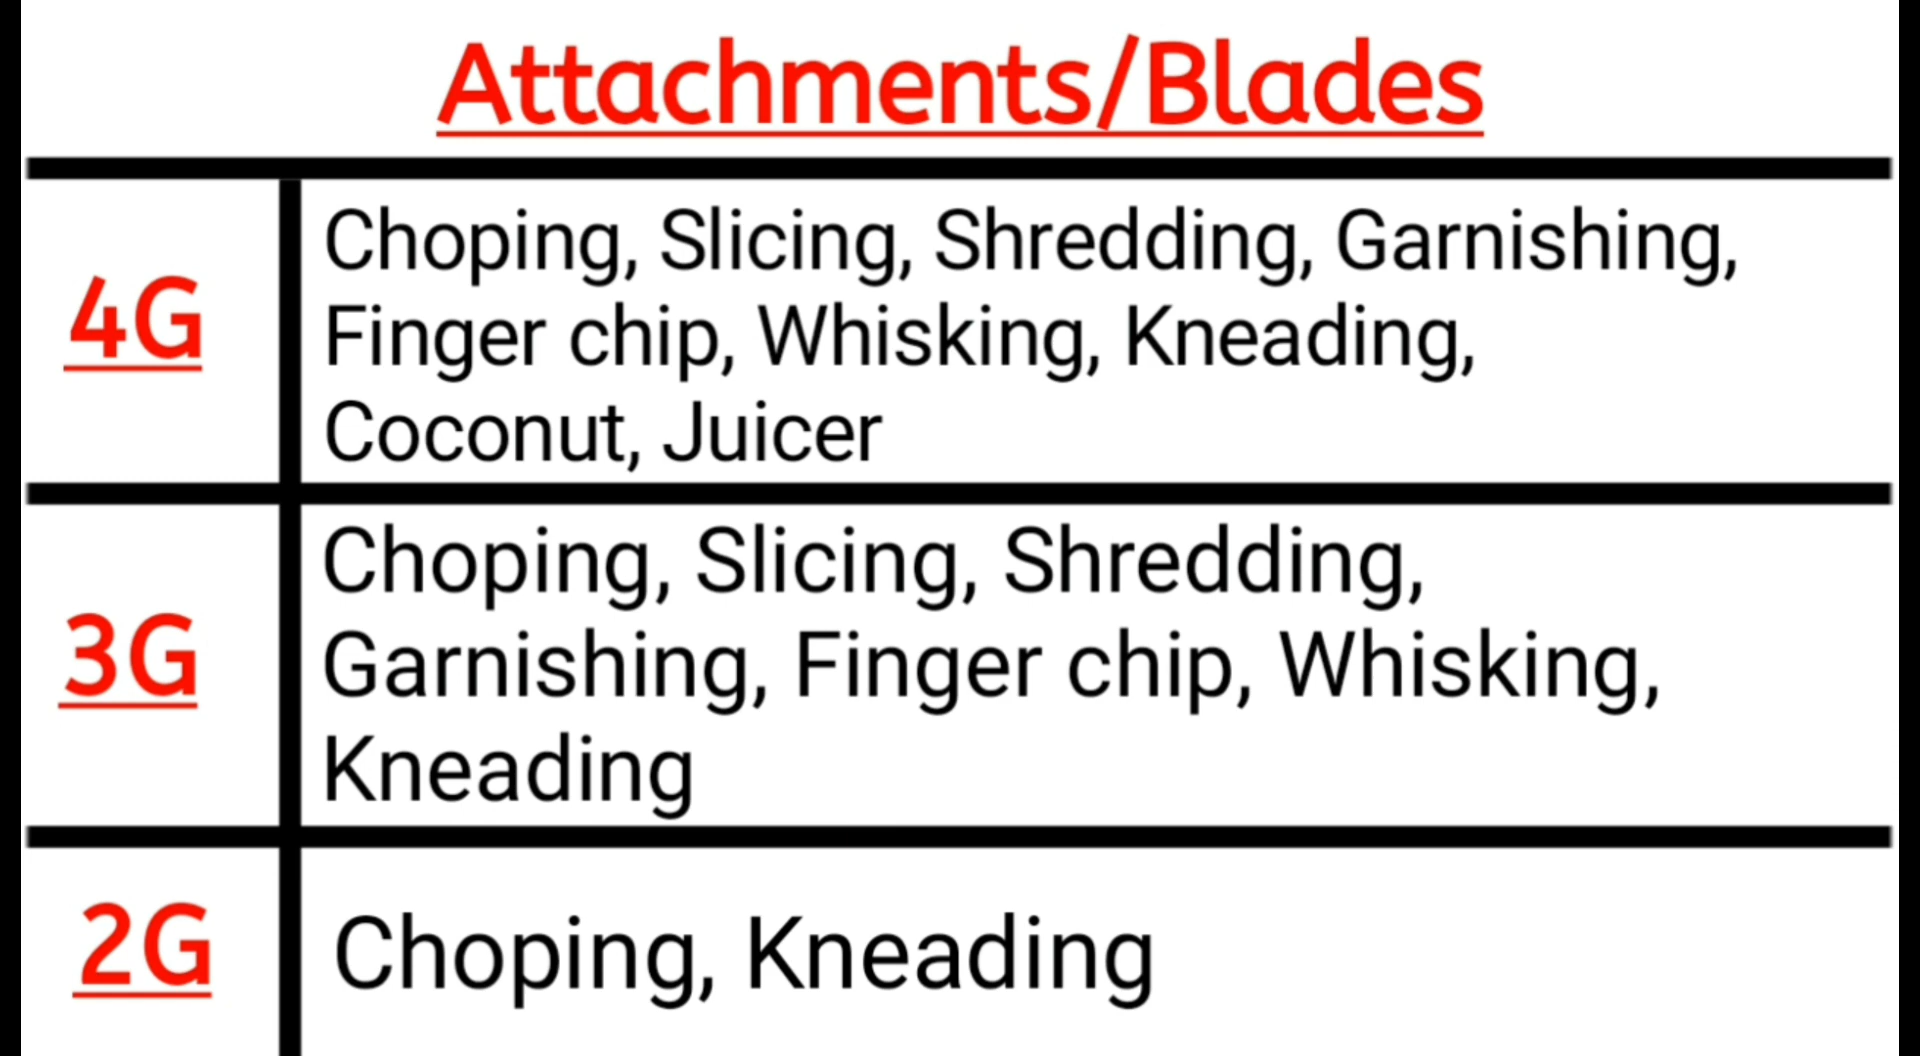 Attachments/Blades
4G
Choping, Slicing, Shredding, Garnishing,
Finger chip, Whisking, Kneading,
Coconut, Juicer
3G
Choping, Slicing, Shredding,
Garnishing, Finger chip, Whisking,
Kneading
2G
Choping, Kneading